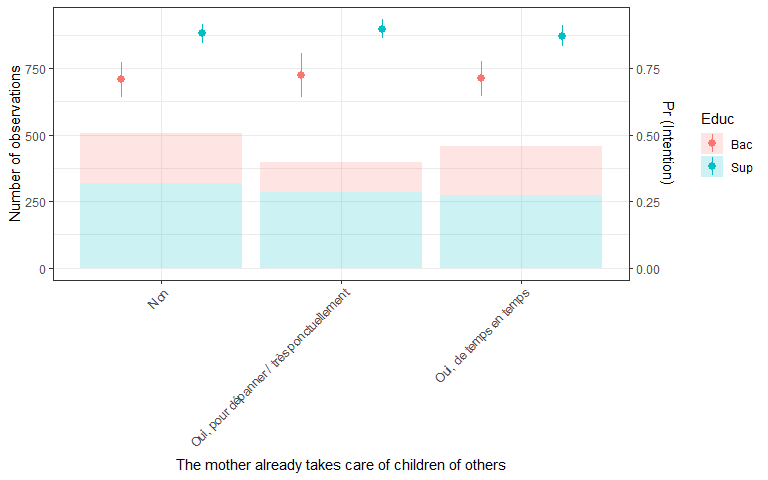 Number of observations
750
500
250
0
0.75
0.50
0.25
0.00
Pr (Intention)
Educ
Bac
Sup
Non
Oui, pour dépanner / très ponctuellement
Oui, de temps en temps
The mother already takes care of children of others